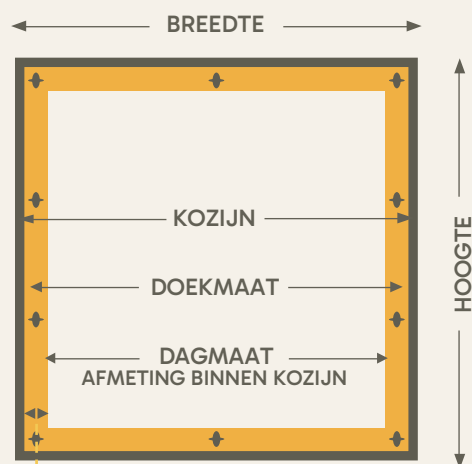 BREEDTE
KOZIJN
HOOGTE
DOEKMAAT
DAGMAAT
AFMETING BINNEN KOZIJN